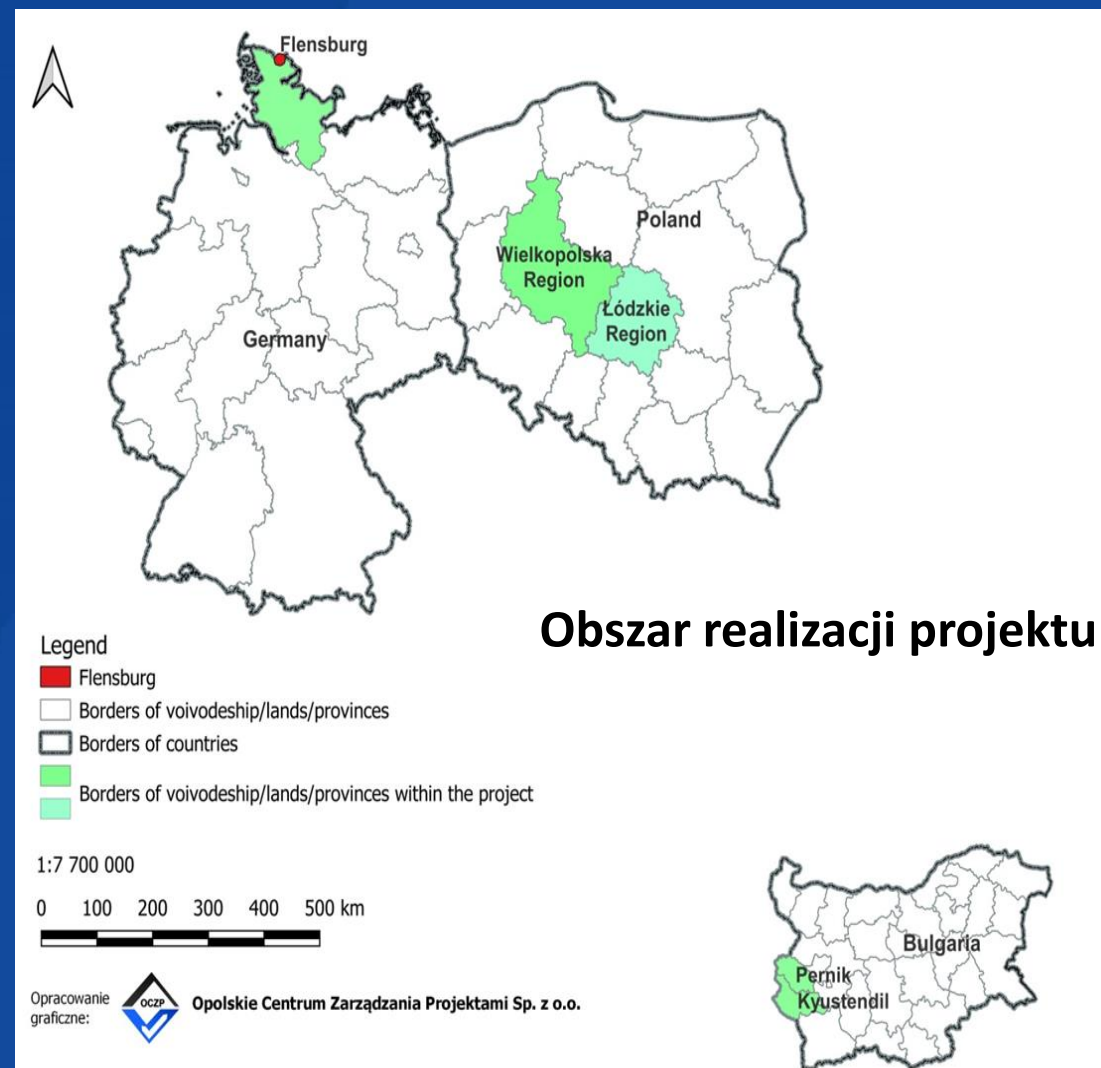 Flensburg
Poland
Wielkopolska
Region
Łódzkie
Region
Germany
Obszar realizacji projektu
Legend
Flensburg
Borders of voivodeship/lands/provinces
Borders of countries
Borders of voivodeship/lands/provinces within the project
1:7 700 000
0 100 200 300 400 500 km
Bulgaria
Pernik
Kyustendil
Opracowanie
graficzne:
OCZP
Opolskie Centrum Zarządzania Projektami Sp. z o.o.